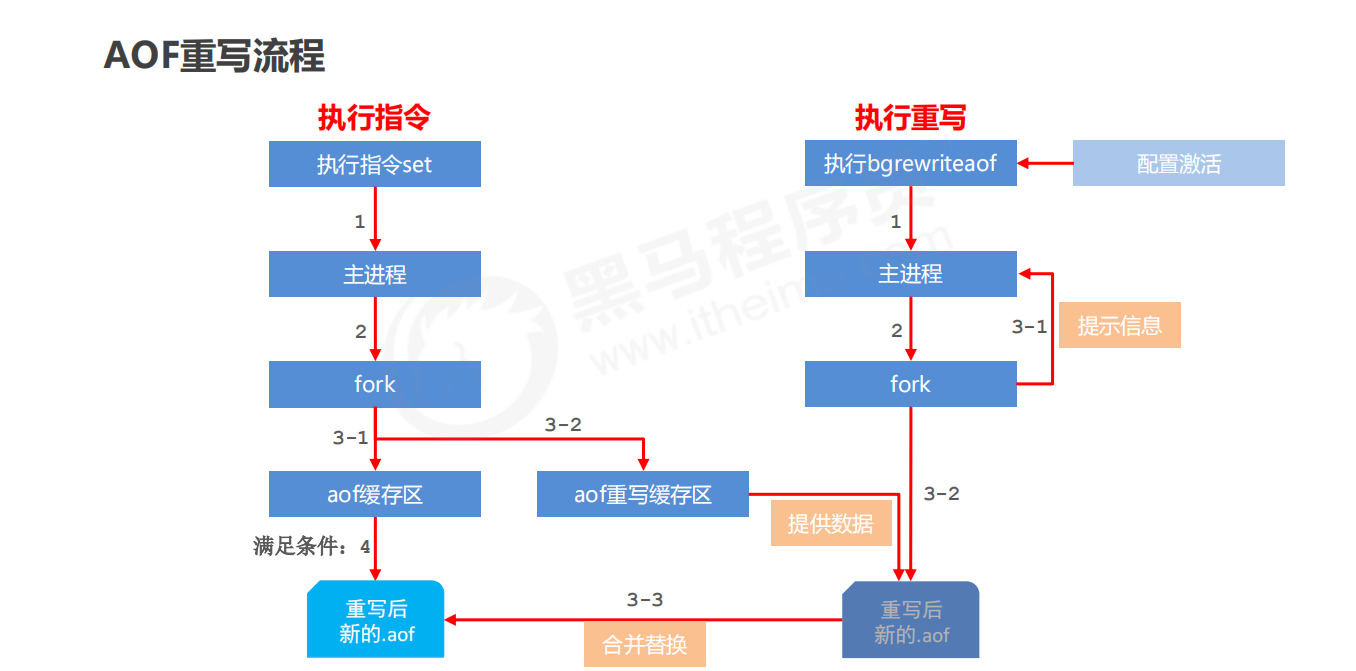 AOF重写流程
执行指令
执行重写
执行指令set
执行bgrewriteaof
配置激活
1
1
主进程
主进程
2
2
3-1
提示信息
fork
fork
3-1
3-2
aof缓存区
aof重写缓存区
3-2
提供数据
满足条件：4
重写后
新的.aof
3-3
合并替换
重写后
新的.aof
黑马程序员
www.itheima.com